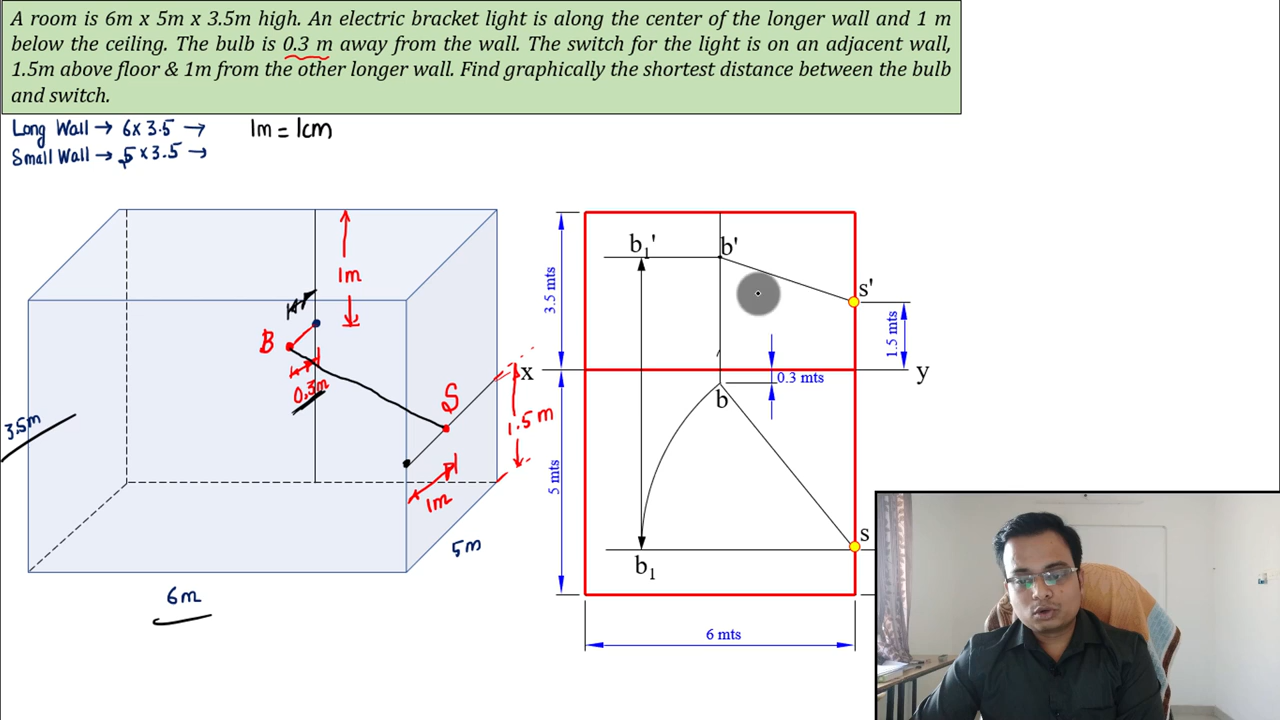 A room is 6m x 5m x 3.5m high. An electric bracket light is along the center of the longer wall and 1 m
below the ceiling. The bulb is 0.3 m away from the wall. The switch for the light is on an adjacent wall,
1.5m above floor & 1m from the other longer wall. Find graphically the shortest distance between the bulb
and switch.
Long Wall → 6 x 3.5 →
Small Wall → 5 x 3.5 →
1m = 1cm
1m
B
0.3m
S
1.5 m
1m
3.5m
5m
6m
b₁'
b'
s'
3.5 mts
1.5 mts
x
y
0.3 mts
b
5 mts
s
b₁
6 mts